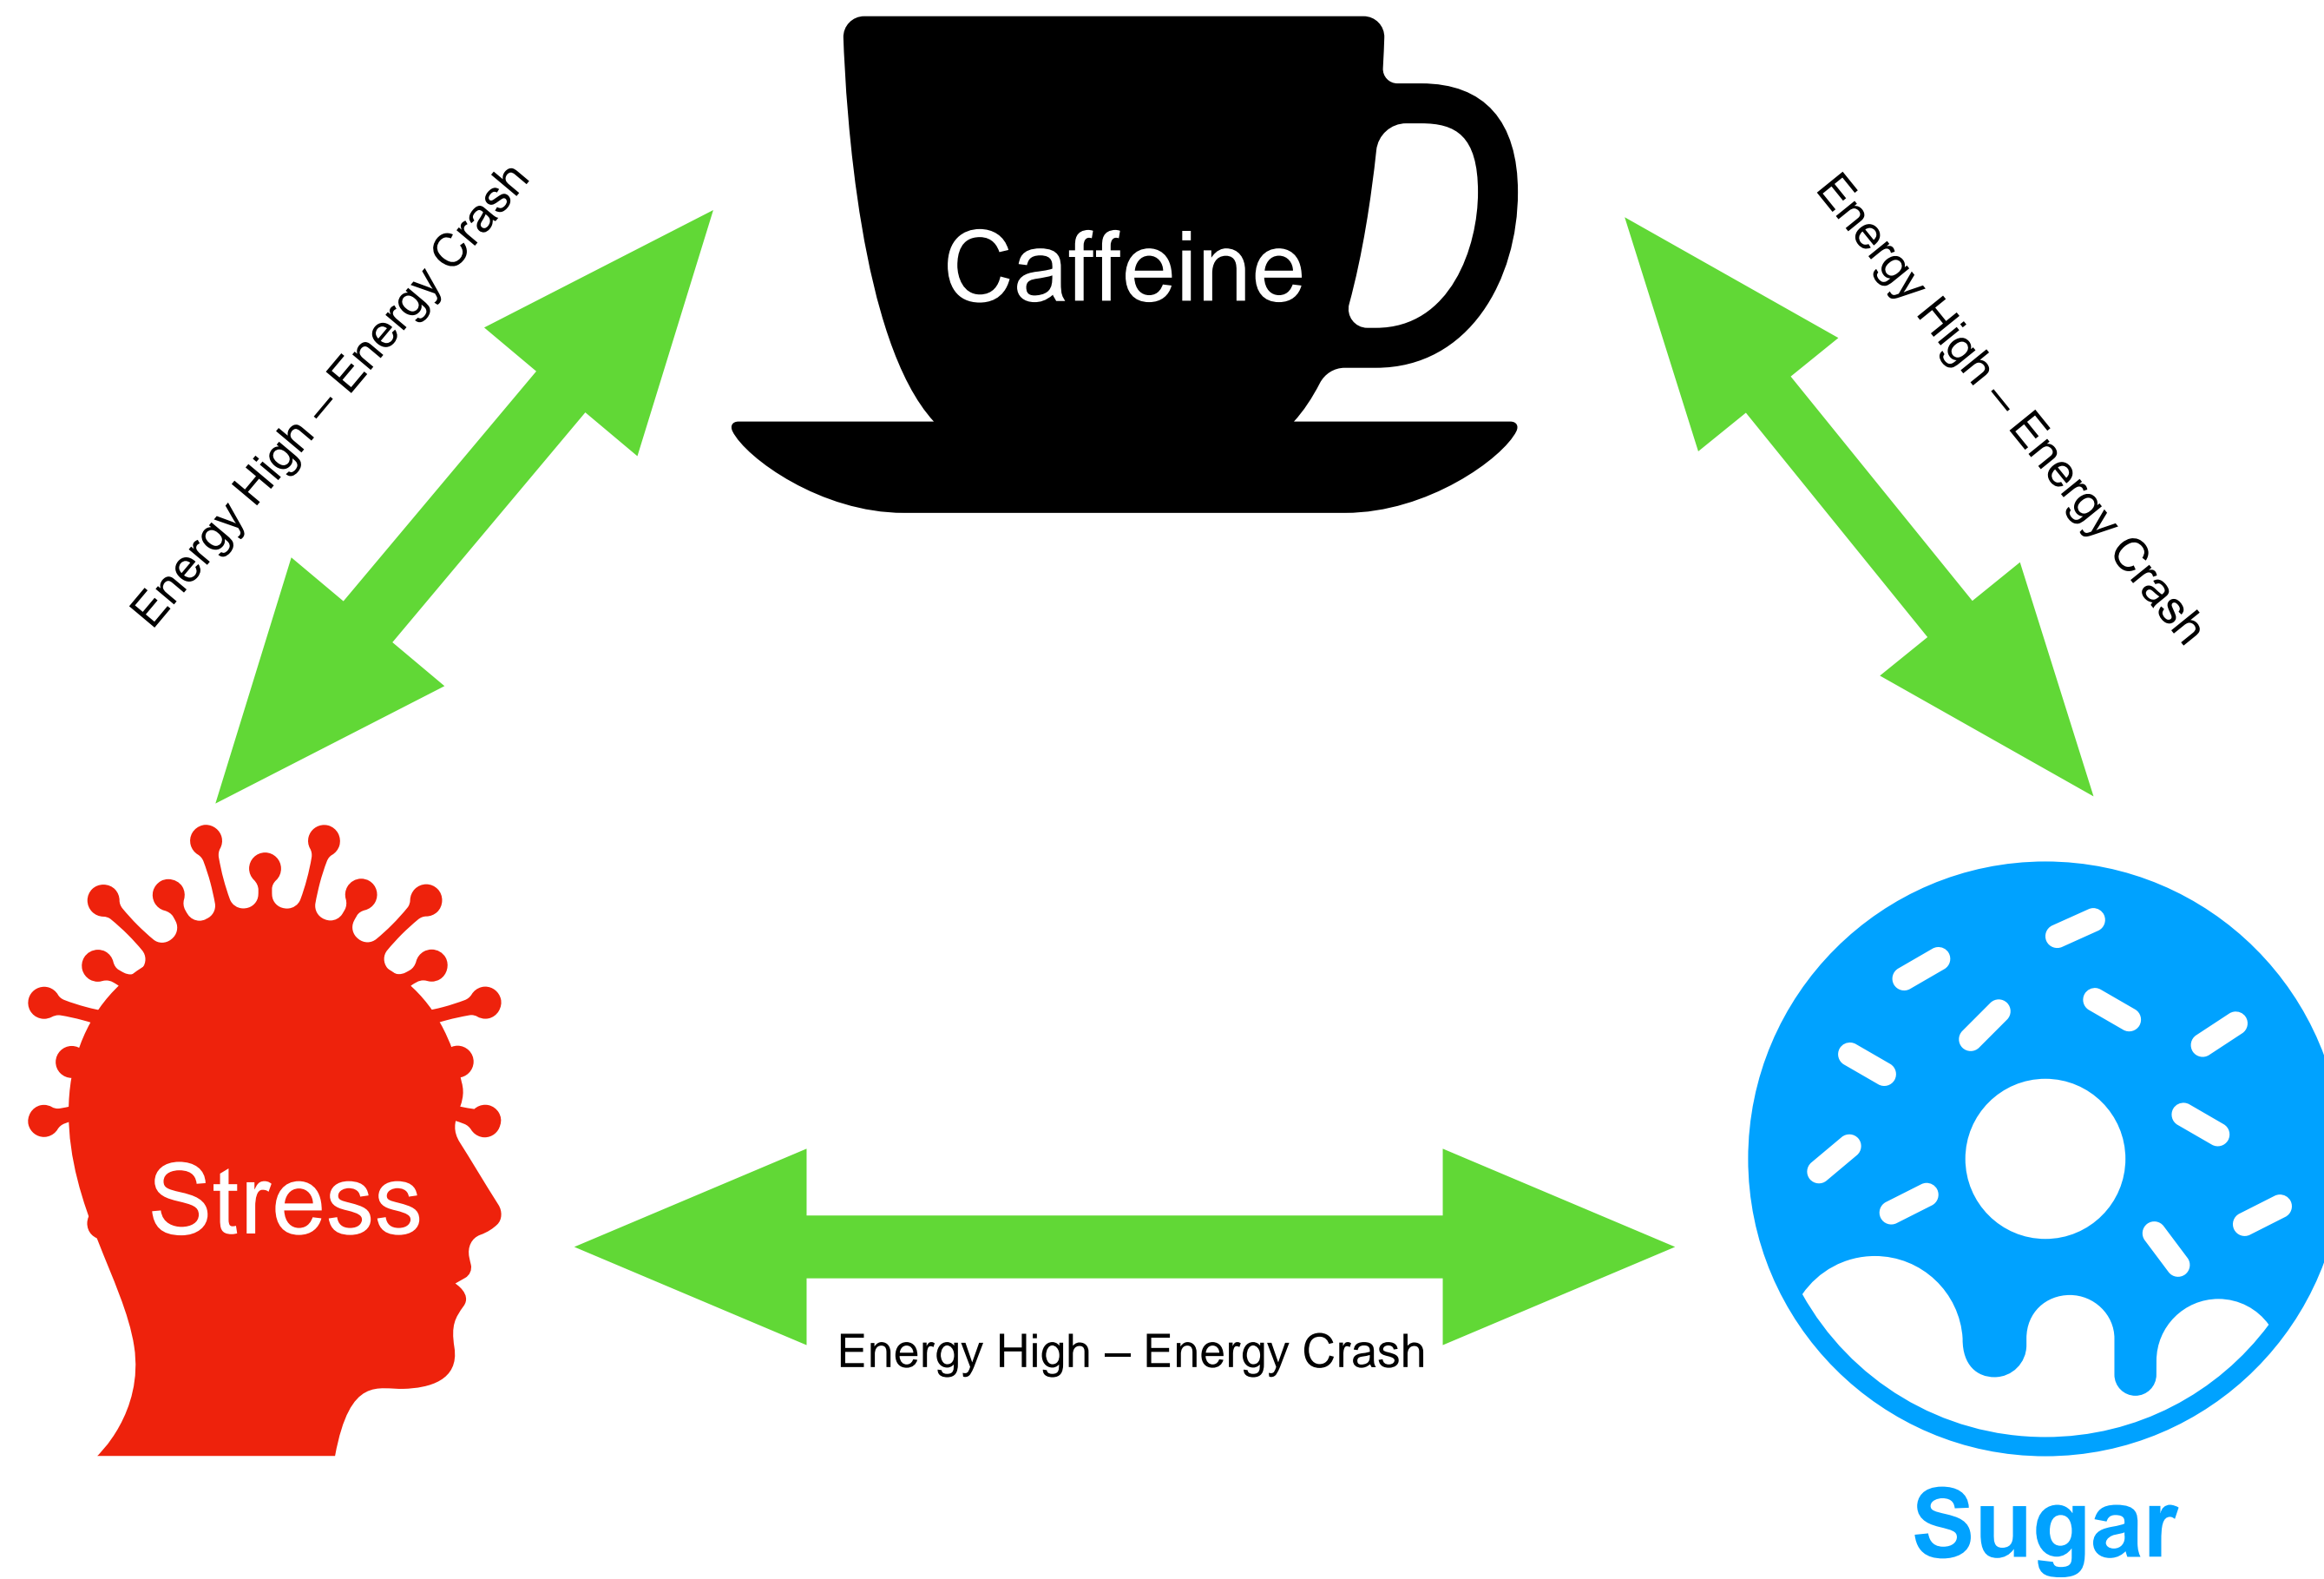 Caffeine
Energy High – Energy Crash
Energy High – Energy Crash
Stress
Energy High – Energy Crash
Sugar